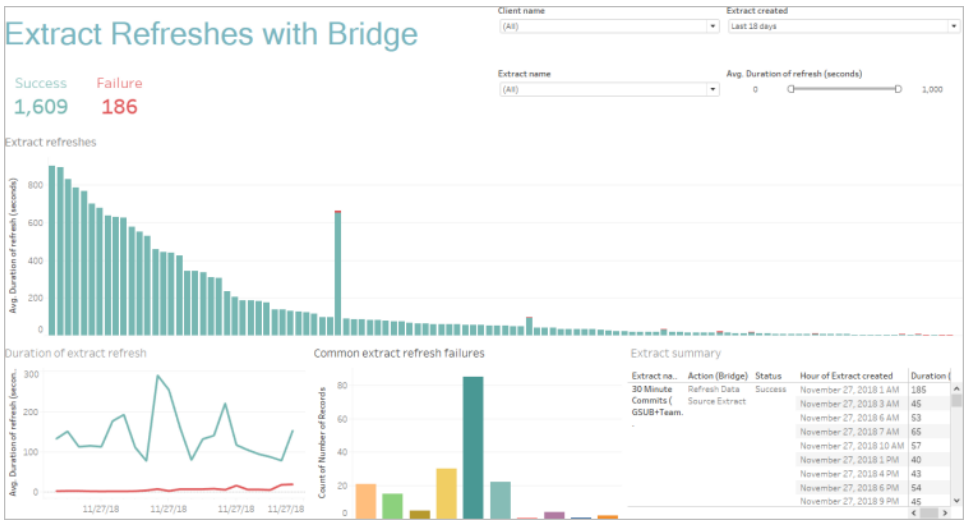 Extract Refreshes with Bridge
Client name
(All)
Extract created
Last 18 days
Success
1,609
Failure
186
Extract name
(All)
Avg. Duration of refresh (seconds)
0
1,000
Extract refreshes
Avg. Duration of refresh (seconds)
800
600
400
200
0
Duration of extract refresh
Avg. Duration of refresh (secon..
300
200
100
0
11/27/18
11/27/18
11/27/18
11/27/18
Common extract refresh failures
Count of Number of Records
80
60
40
20
0
Extract summary
Extract na.. Action (Bridge) Status Hour of Extract created Duration (
30 Minute Refresh Data Success November 27, 2018 1 AM 185
Commits ( Source Extract November 27, 2018 3 AM 45
GSUB+Team. November 27, 2018 6 AM 53
. November 27, 2018 7 AM 65
November 27, 2018 10 AM 57
November 27, 2018 1 PM 40
November 27, 2018 4 PM 43
November 27, 2018 6 PM 54
November 27, 2018 9 PM 45